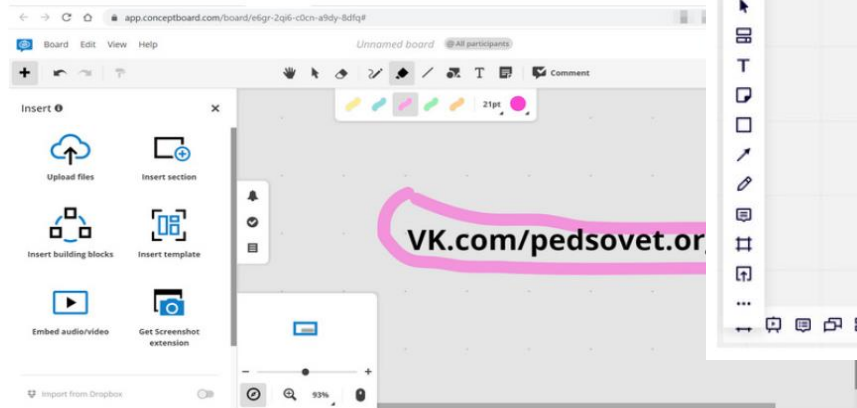 app.conceptboard.com/board/e6gr-2qi6-c0cn-a9dy-8dfq#
Board Edit View Help Unnamed board @All participants
T Comment
Insert
21pt
Upload files Insert section
Insert building blocks Insert template
VK.com/pedsovet.or
Embed audio/video Get Screenshot extension
Import from Dropbox
93%
T